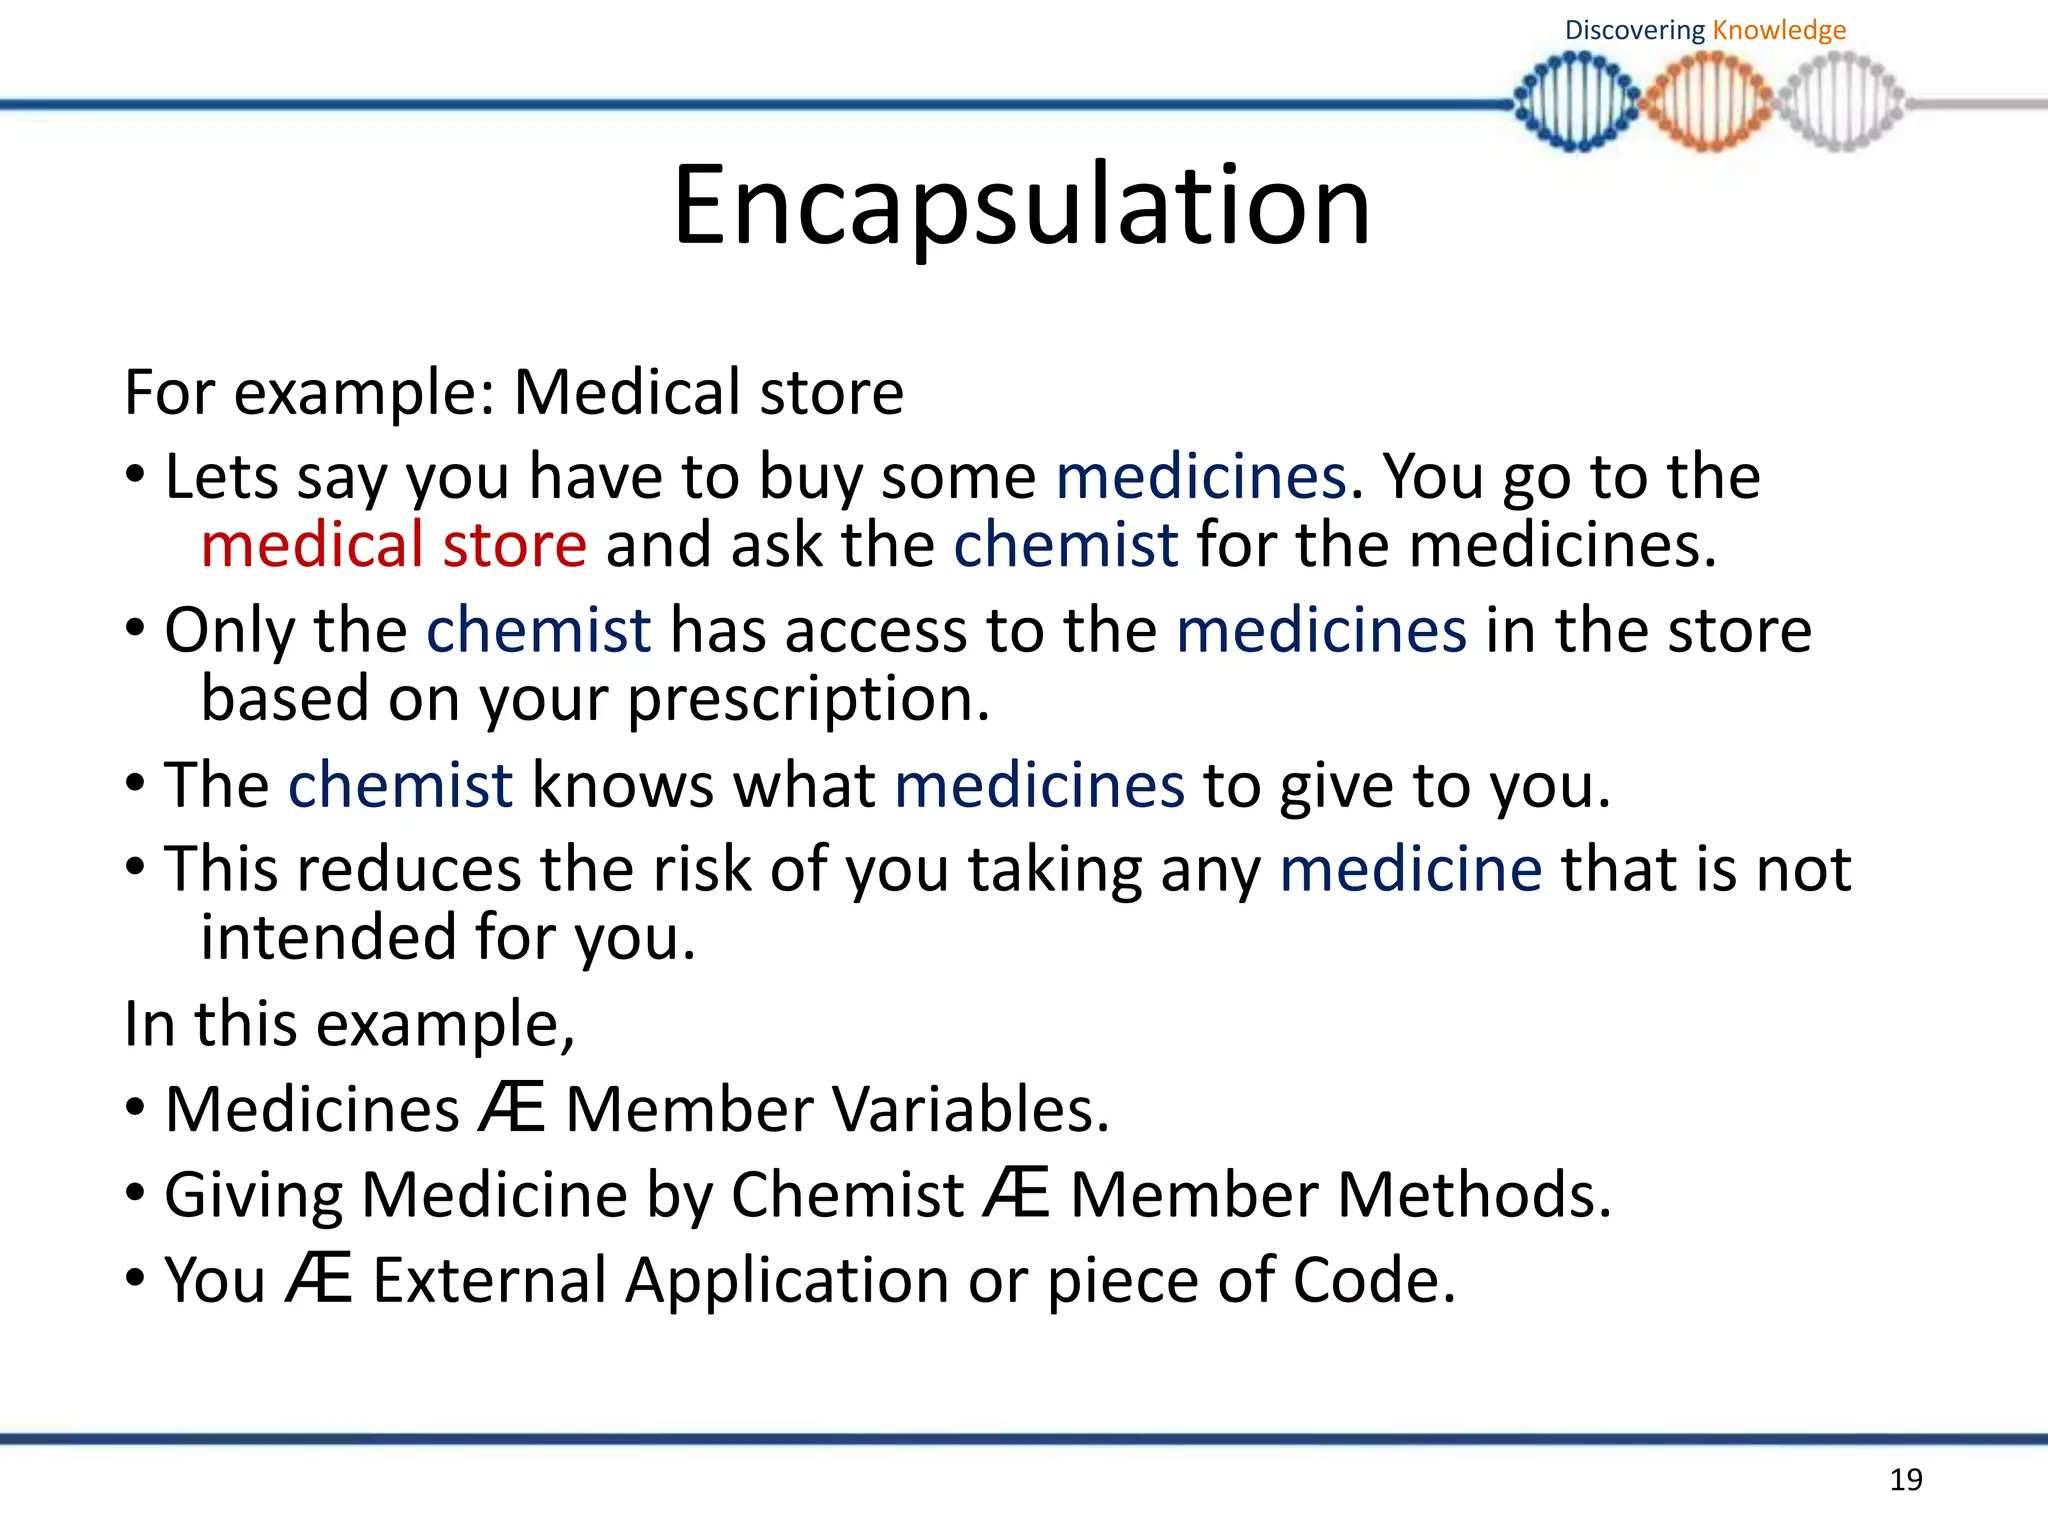 Discovering Knowledge
Encapsulation
For example: Medical store
• Lets say you have to buy some medicines. You go to the
medical store and ask the chemist for the medicines.
• Only the chemist has access to the medicines in the store
based on your prescription.
• The chemist knows what medicines to give to you.
• This reduces the risk of you taking any medicine that is not
intended for you.
In this example,
• Medicines Æ Member Variables.
• Giving Medicine by Chemist Æ Member Methods.
• You Æ External Application or piece of Code.
19